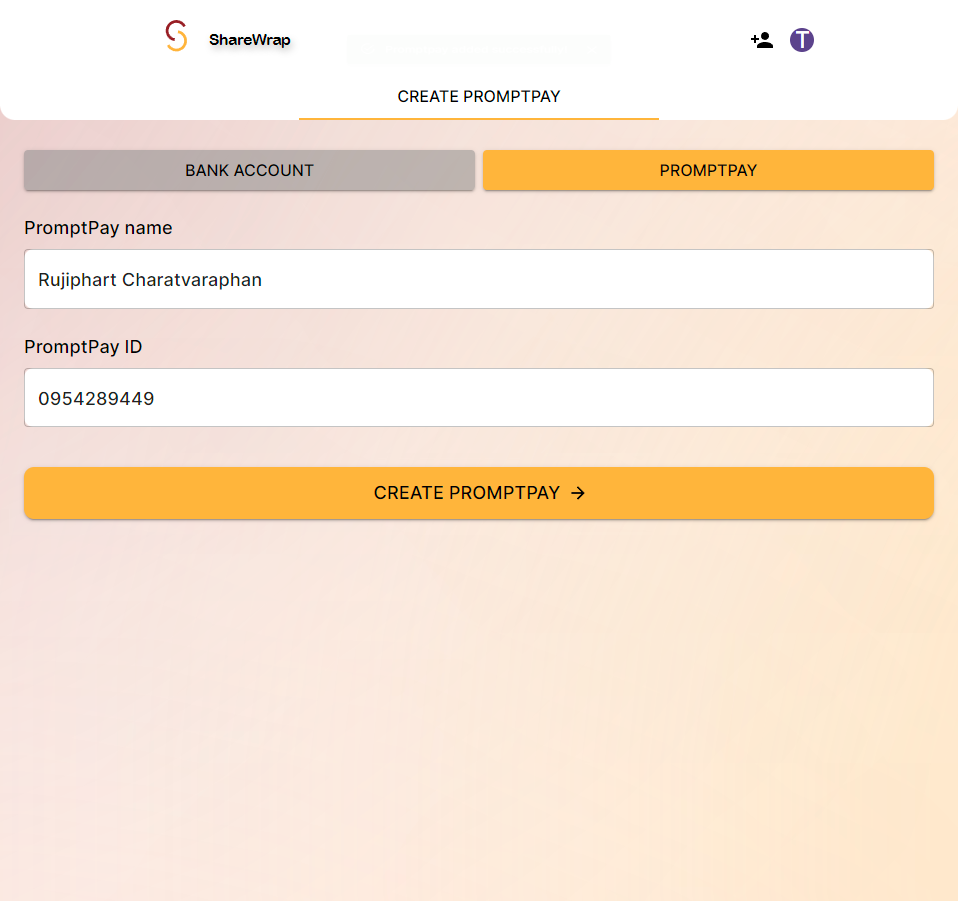 ShareWrap
T
CREATE PROMPTPAY
BANK ACCOUNT
PROMPTPAY
PromptPay name
Rujiphart Charatvaraphan
PromptPay ID
0954289449
CREATE PROMPTPAY →